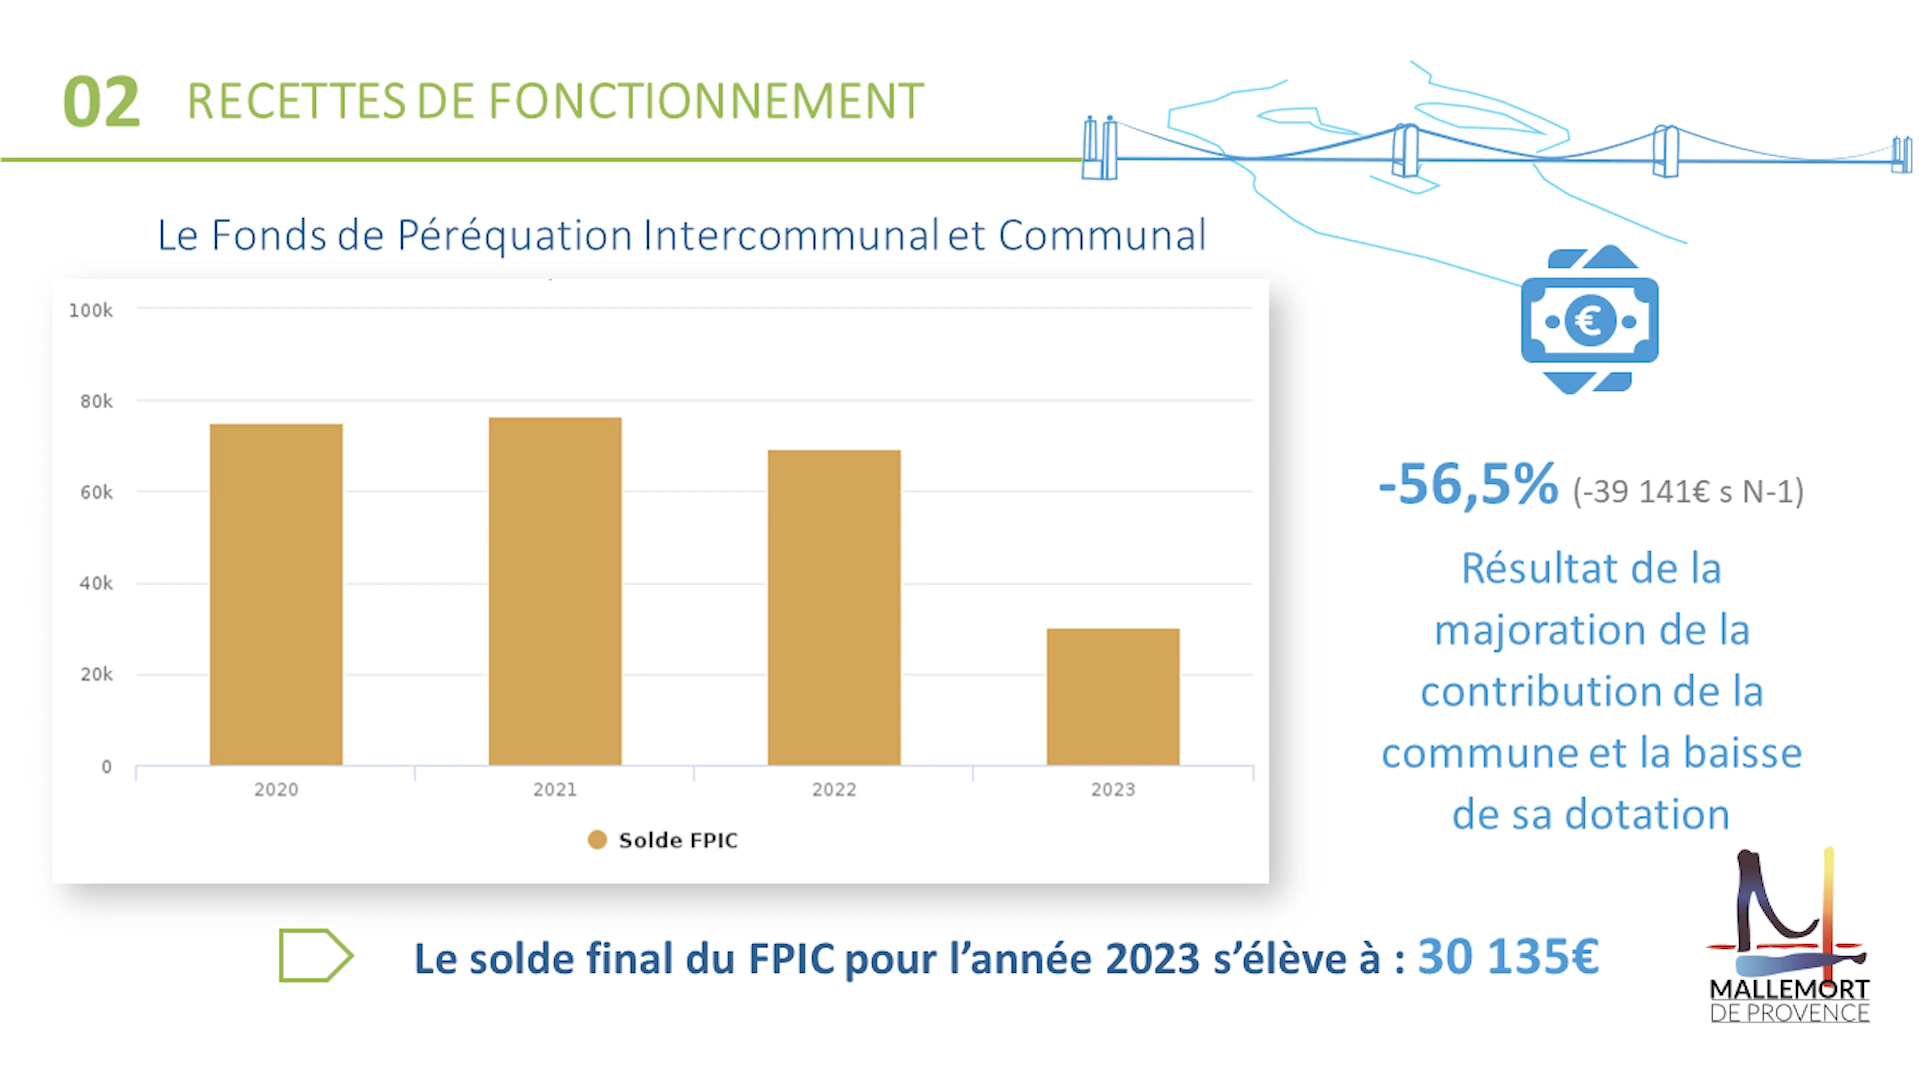 02 RECETTES DE FONCTIONNEMENT
Le Fonds de Péréquation Intercommunal et Communal
100k
80k
60k
40k
20k
0
2020 2021 2022 2023
Solde FPIC
€
-56,5% (-39 141€ s N-1)
Résultat de la
majoration de la
contribution de la
commune et la baisse
de sa dotation
Le solde final du FPIC pour l’année 2023 s’élève à : 30 135€
MALLEMORT
DE PROVENCE